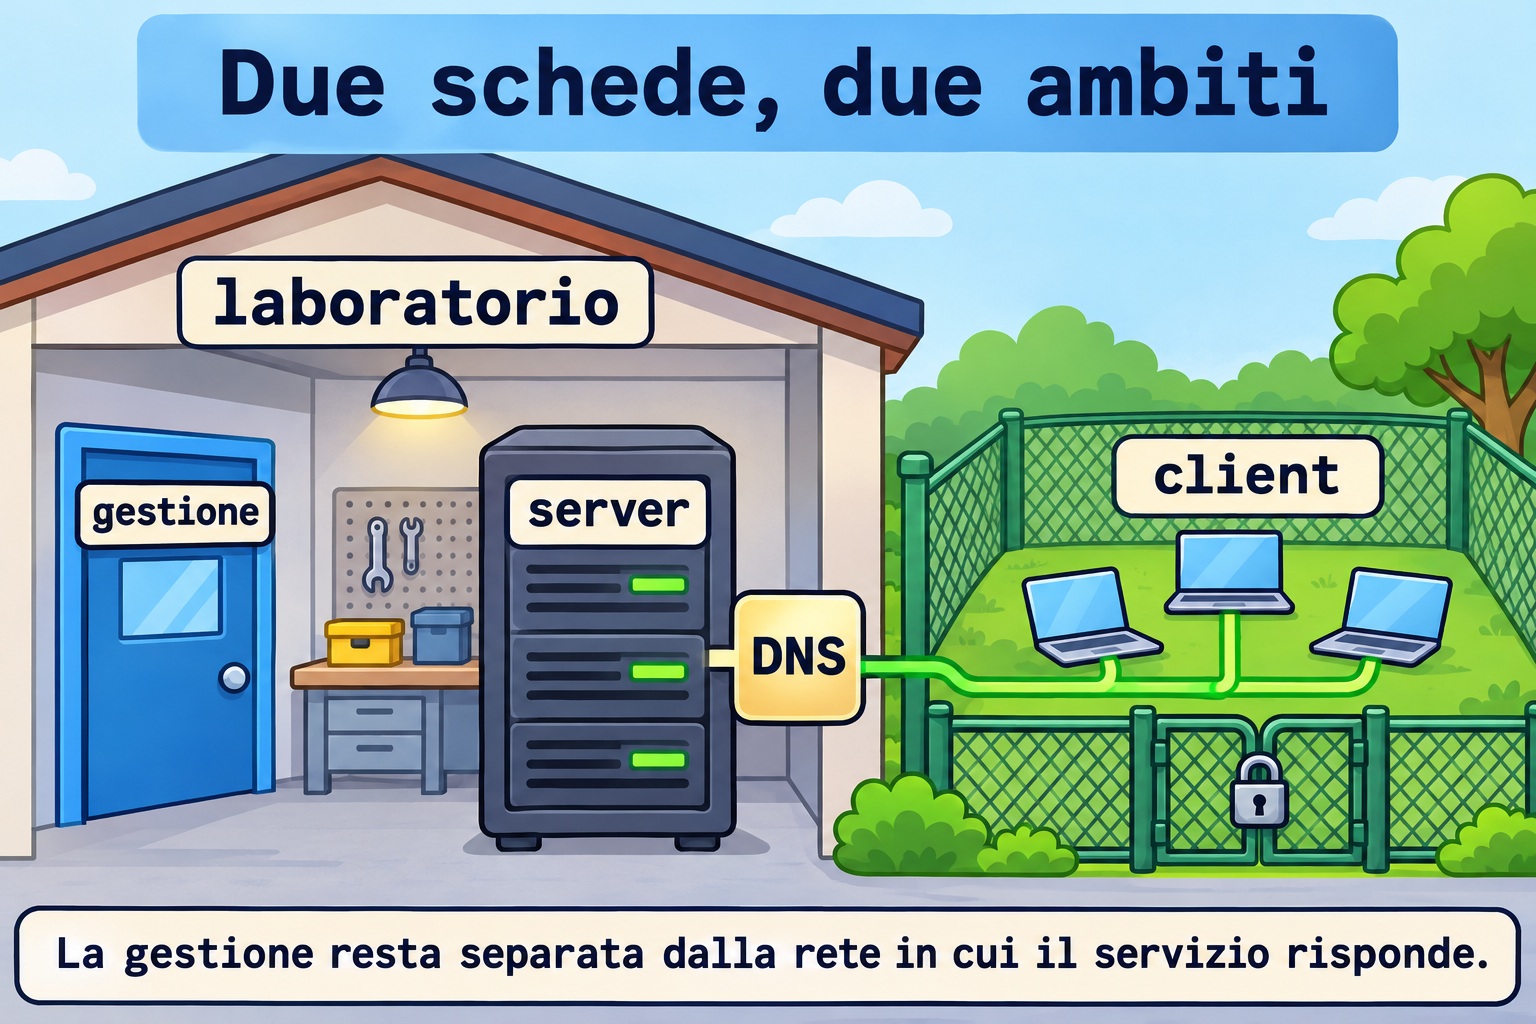 Due schede, due ambiti
laboratorio
gestione
server
client
DNS
La gestione resta separata dalla rete in cui il servizio risponde.